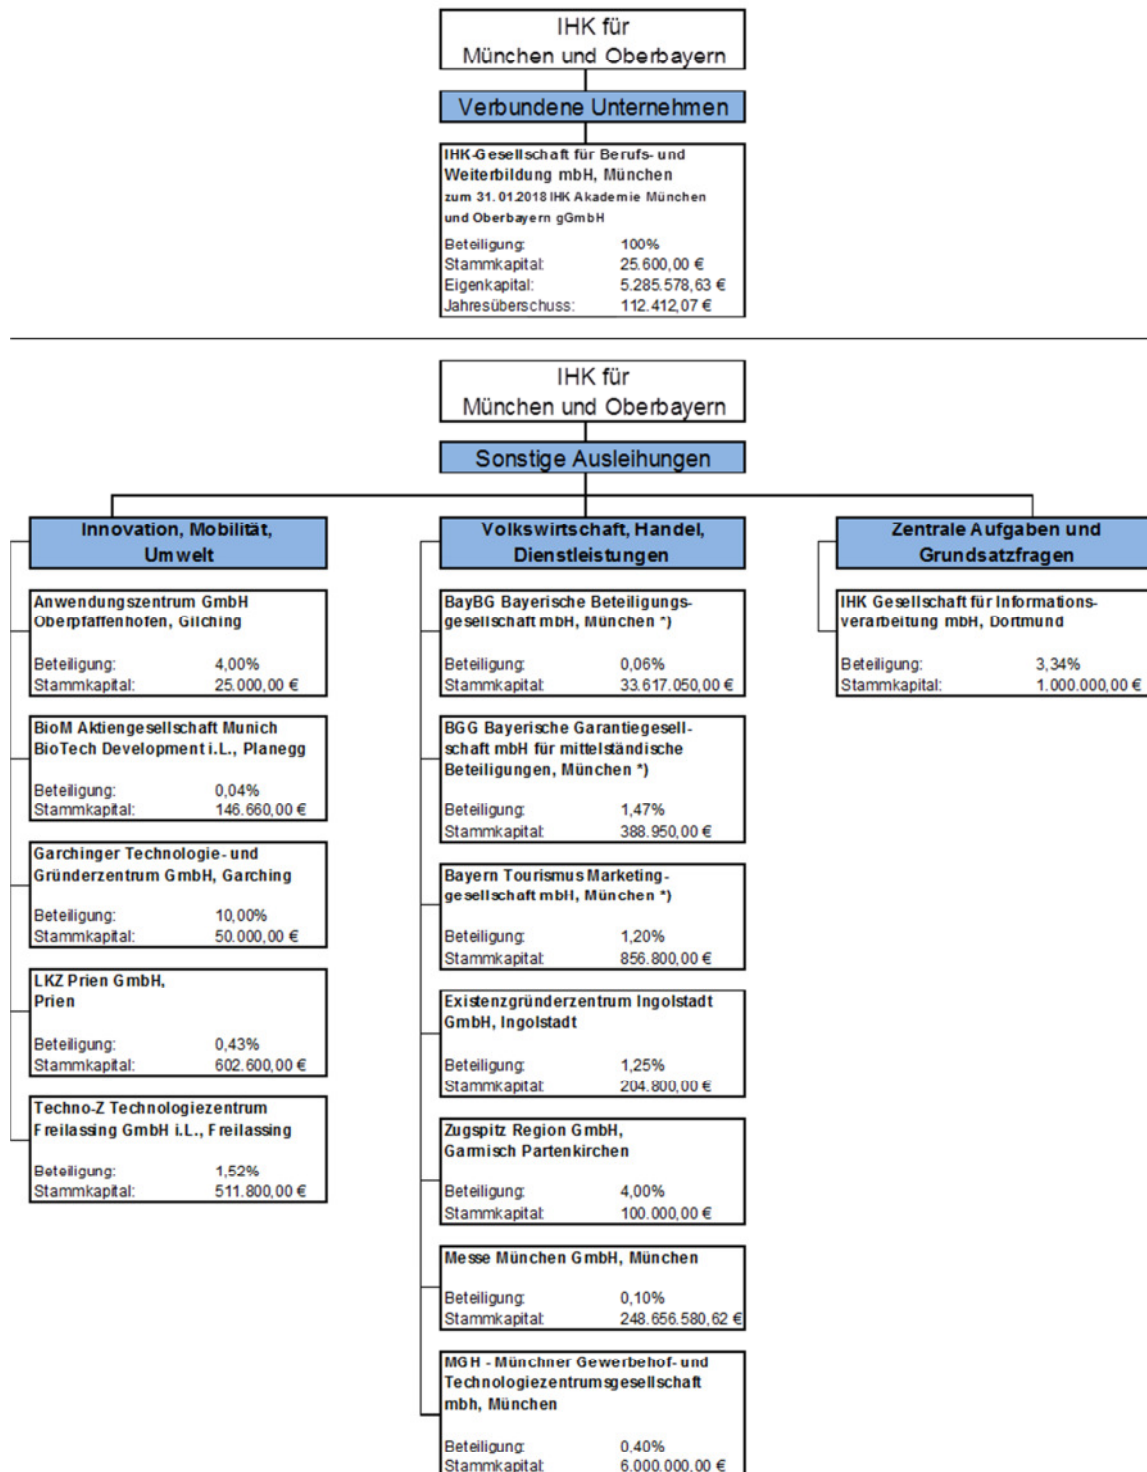 IHK für
München und Oberbayern
Verbundene Unternehmen
IHK-Gesellschaft für Berufs- und
Weiterbildung mbH, München
zum 31.01.2018 IHK Akademie München
und Oberbayern gGmbH
Beteiligung: 100%
Stammkapital: 25.600,00 €
Eigenkapital: 5.285.578,63 €
Jahresüberschuss: 112.412,07 €
IHK für
München und Oberbayern
Sonstige Ausleihungen
Innovation, Mobilität,
Umwelt
Anwendungszentrum GmbH
Oberpfaffenhofen, Gilching
Beteiligung: 4,00%
Stammkapital: 25.000,00 €
BioM Aktiengesellschaft Munich
BioTech Development i.L., Planegg
Beteiligung: 0,04%
Stammkapital: 146.660,00 €
Garchinger Technologie- und
Gründerzentrum GmbH, Garching
Beteiligung: 10,00%
Stammkapital: 50.000,00 €
LKZ Prien GmbH,
Prien
Beteiligung: 0,43%
Stammkapital: 602.600,00 €
Techno-Z Technologiezentrum
Freilassing GmbH i.L., Freilassing
Beteiligung: 1,52%
Stammkapital: 511.800,00 €
Volkswirtschaft, Handel,
Dienstleistungen
BayBG Bayerische Beteiligungs-
gesellschaft mbH, München *)
Beteiligung: 0,06%
Stammkapital: 33.617.050,00 €
BGG Bayerische Garantiegesell-
schaft mbH für mittelständische
Beteiligungen, München *)
Beteiligung: 1,47%
Stammkapital: 388.950,00 €
Bayern Tourismus Marketing-
gesellschaft mbH, München *)
Beteiligung: 1,20%
Stammkapital: 856.800,00 €
Existenzgründerzentrum Ingolstadt
GmbH, Ingolstadt
Beteiligung: 1,25%
Stammkapital: 204.800,00 €
Zugspitz Region GmbH,
Garmisch Partenkirchen
Beteiligung: 4,00%
Stammkapital: 100.000,00 €
Messe München GmbH, München
Beteiligung: 0,10%
Stammkapital: 248.656.580,62 €
MGH - Münchner Gewerbehof- und
Technologiezentrumsgesellschaft
mbh, München
Beteiligung: 0,40%
Stammkapital: 6.000.000,00 €
Zentrale Aufgaben und
Grundsatzfragen
IHK Gesellschaft für Informations-
verarbeitung mbH, Dortmund
Beteiligung: 3,34%
Stammkapital: 1.000.000,00 €